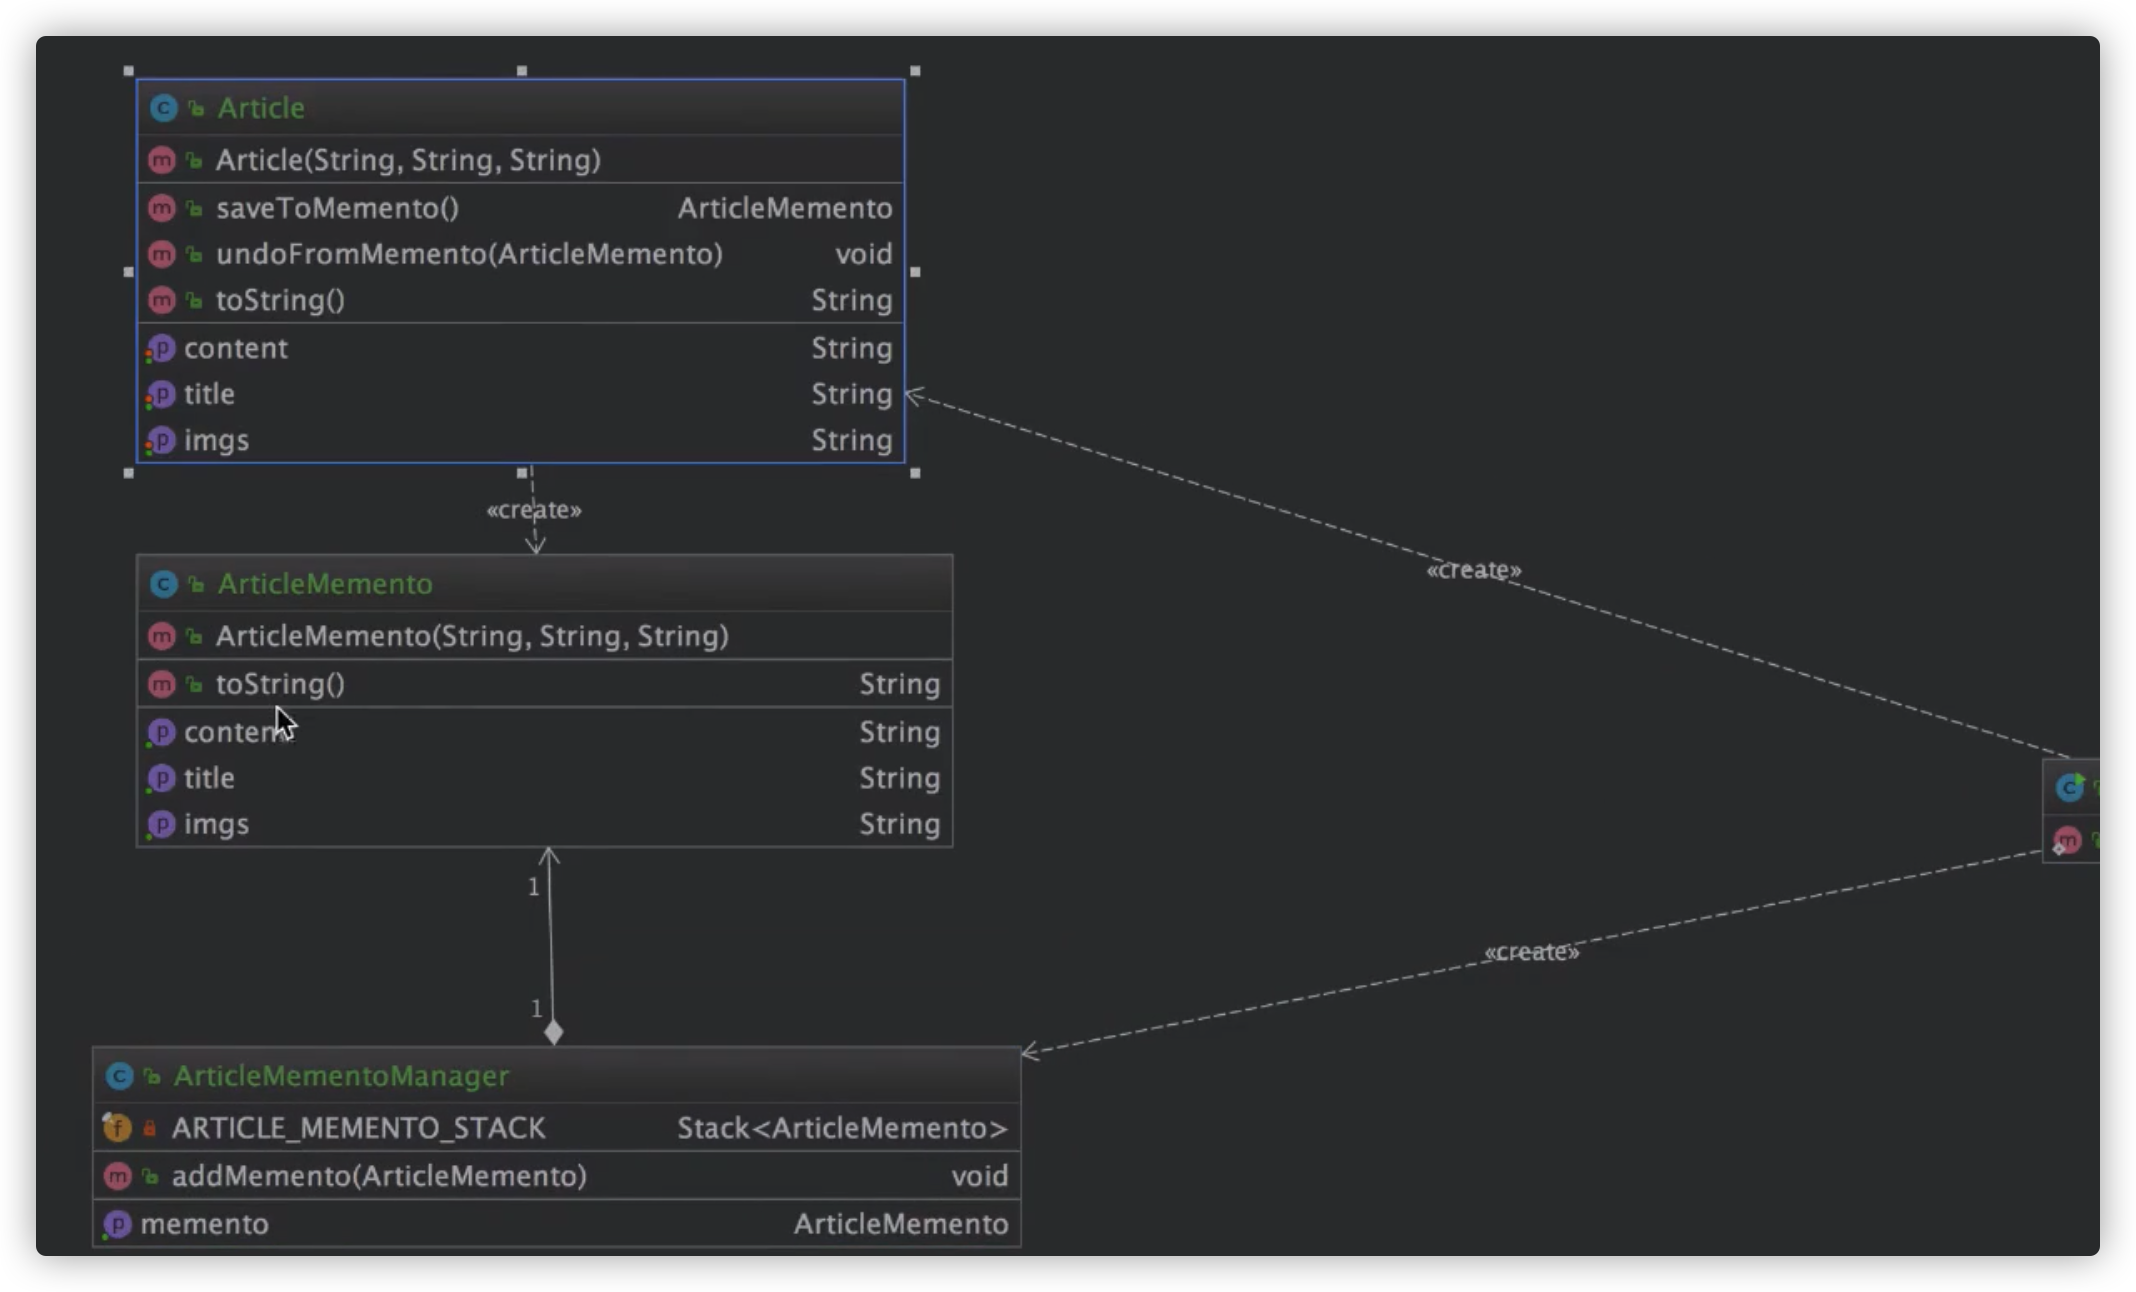 Article
Article(String, String, String)
saveToMemento() ArticleMemento
undoFromMemento(ArticleMemento) void
toString() String
content String
title String
imgs String
«create»
ArticleMemento
ArticleMemento(String, String, String)
toString() String
content String
title String
imgs String
«create»
1
1
«create»
ArticleMementoManager
ARTICLE_MEMENTO_STACK Stack<ArticleMemento>
addMemento(ArticleMemento) void
memento ArticleMemento